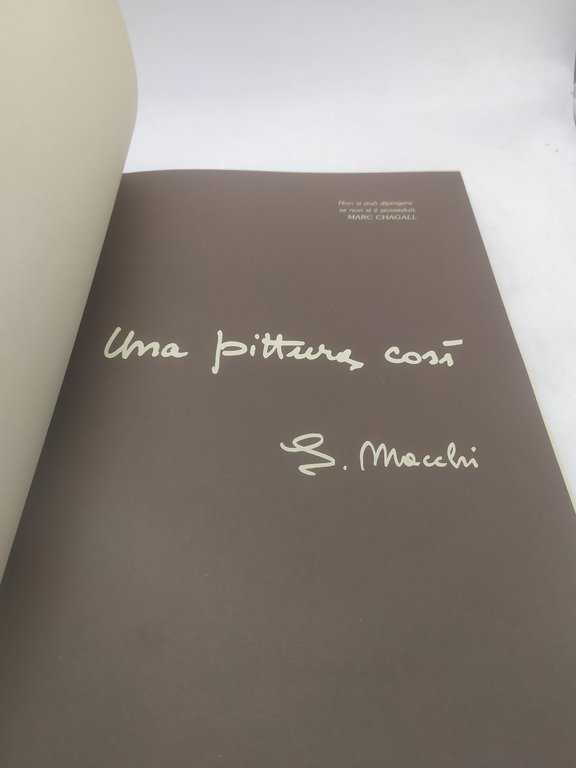 Non si può dipingere
se non si è posseduti.
MARC CHAGALL
Una pittura così
G. Macchi